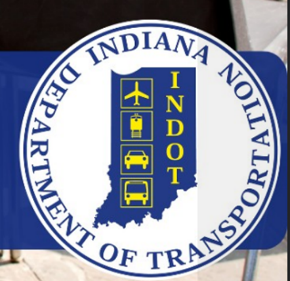 INDIANA
DEPARTMENT OF TRANSPORTATION
INDOT